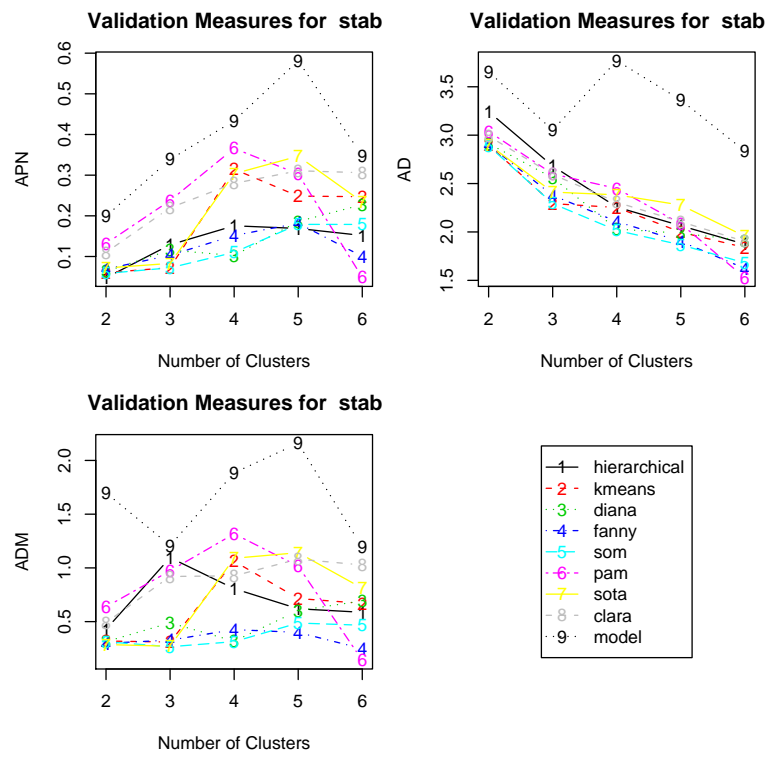 Validation Measures for stab
0.6
0.5
0.4
0.3
0.2
0.1
APN
2 3 4 5 6
Number of Clusters
Validation Measures for stab
3.5
3.0
2.5
2.0
1.5
AD
2 3 4 5 6
Number of Clusters
Validation Measures for stab
2.0
1.5
1.0
0.5
ADM
2 3 4 5 6
Number of Clusters
1 hierarchical
2 kmeans
3 diana
4 fanny
5 som
6 pam
7 sota
8 clara
9 model